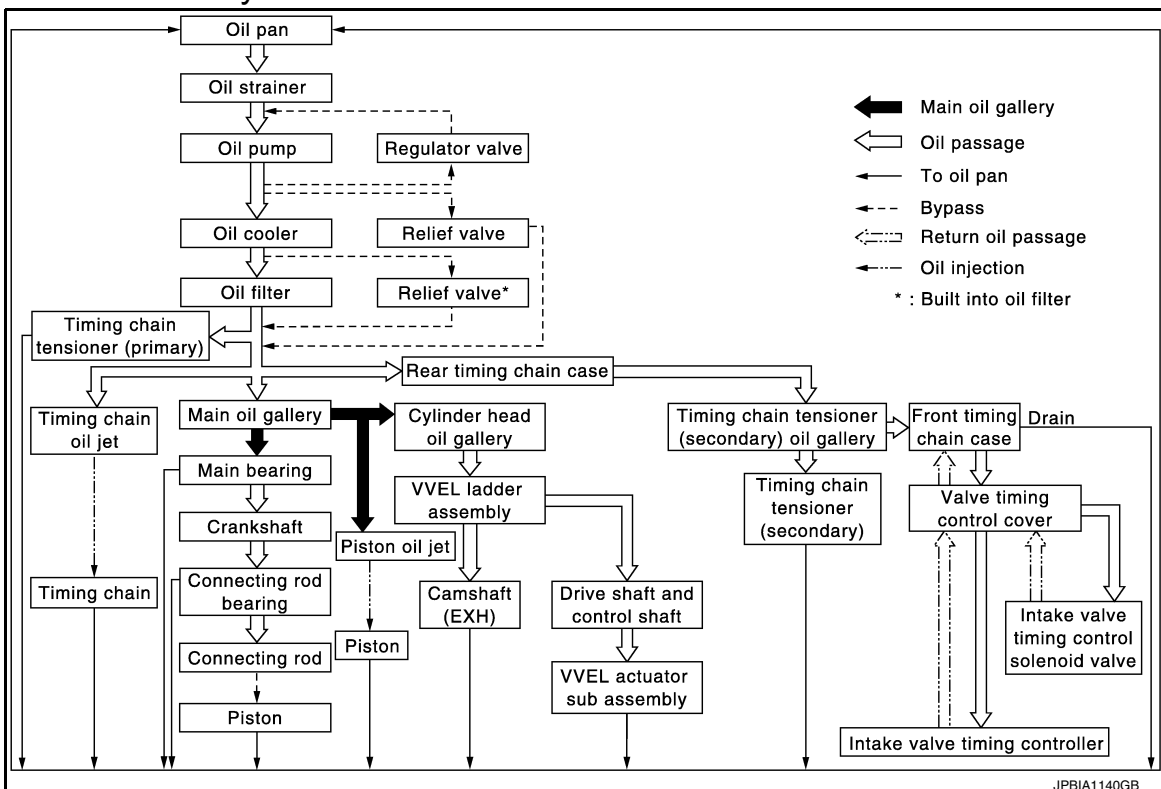 Oil pan
Oil strainer
Oil pump
Regulator valve
Oil cooler
Relief valve
Oil filter
Relief valve*
Main oil gallery
Oil passage
To oil pan
Bypass
Return oil passage
Oil injection
* : Built into oil filter
Timing chain
tensioner (primary)
Rear timing chain case
Timing chain
oil jet
Main oil gallery
Cylinder head
oil gallery
Timing chain tensioner
(secondary) oil gallery
Front timing
chain case
Drain
Main bearing
VVEL ladder
assembly
Timing chain
tensioner
(secondary)
Valve timing
control cover
Crankshaft
Piston oil jet
Timing chain
Connecting rod
bearing
Camshaft
(EXH)
Drive shaft and
control shaft
Intake valve
timing control
solenoid valve
Connecting rod
Piston
VVEL actuator
sub assembly
Piston
Intake valve timing controller
JPBIA1140GB